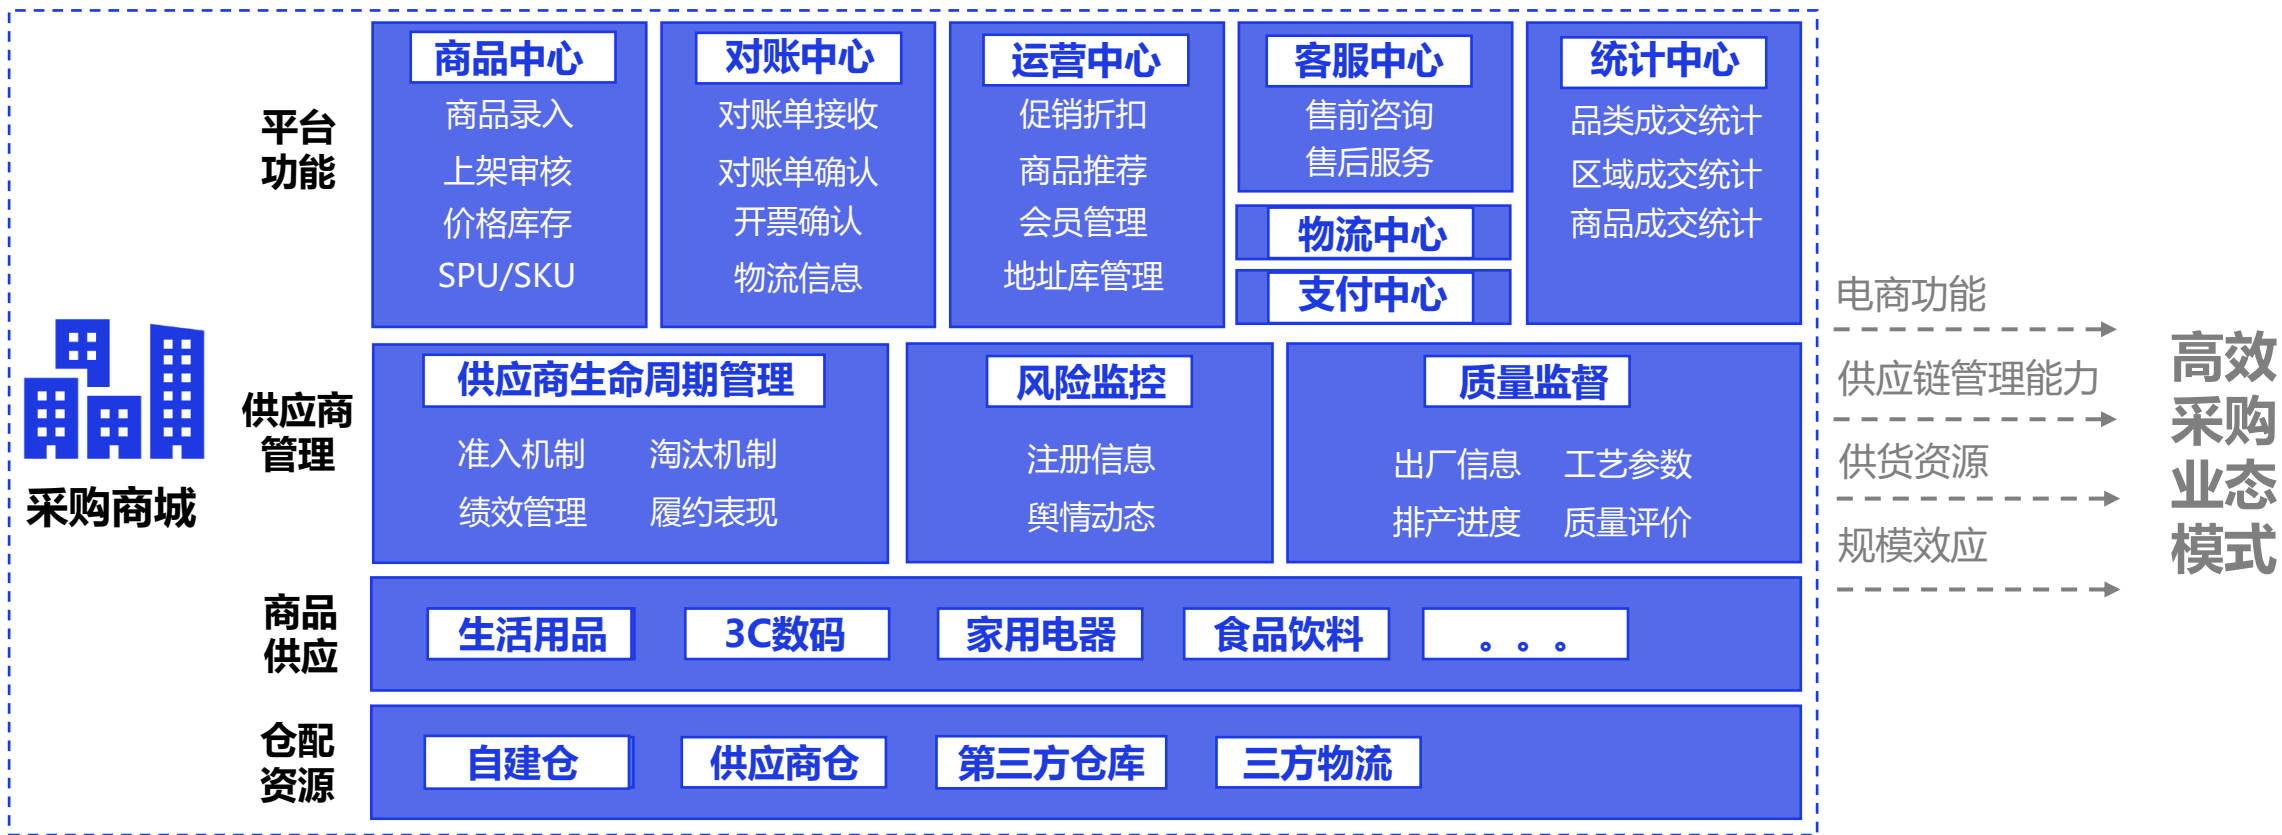 采购商城
平台
功能
商品中心
商品录入
上架审核
价格库存
SPU/SKU
对账中心
对账单接收
对账单确认
开票确认
物流信息
运营中心
促销折扣
商品推荐
会员管理
地址库管理
客服中心
售前咨询
售后服务
物流中心
支付中心
统计中心
品类成交统计
区域成交统计
商品成交统计
供应商
管理
供应商生命周期管理
准入机制 淘汰机制
绩效管理 履约表现
风险监控
注册信息
舆情动态
质量监督
出厂信息 工艺参数
排产进度 质量评价
商品
供应
生活用品
3C数码
家用电器
食品饮料
。。。
仓配
资源
自建仓
供应商仓
第三方仓库
三方物流
电商功能
供应链管理能力
供货资源
规模效应
高效
采购
业态
模式